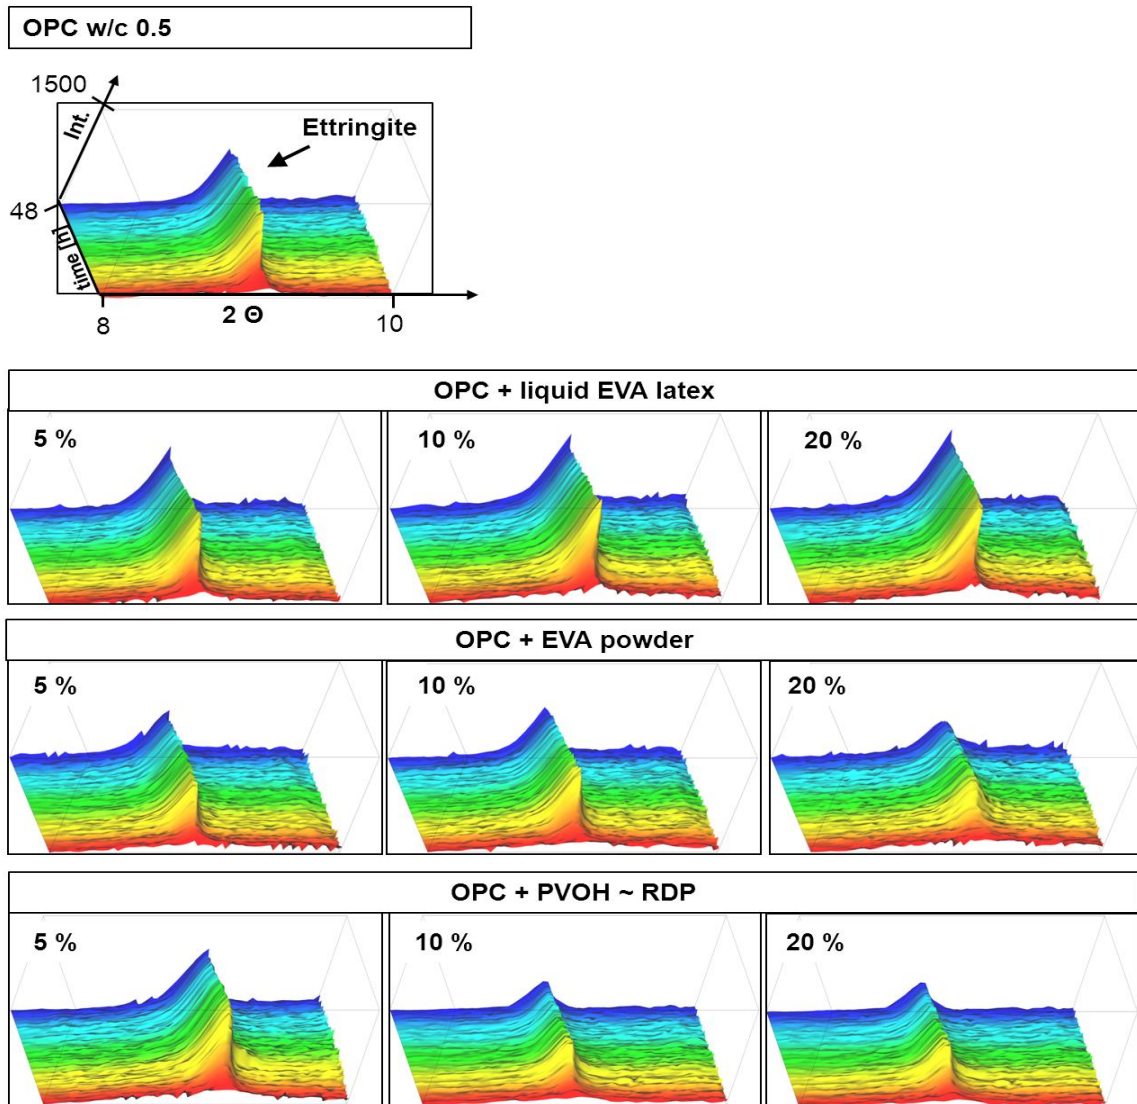 OPC w/c 0.5
1500
Int.
Ettringite
48
time [h]
8
2 Θ
10
OPC + liquid EVA latex
5 %
10 %
20 %
OPC + EVA powder
5 %
10 %
20 %
OPC + PVOH ~ RDP
5 %
10 %
20 %